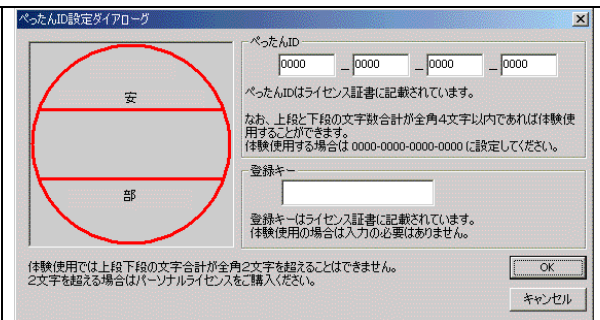 ぺったんID設定ダイアローグ
安
部
ぺったんID
0000 - 0000 - 0000 - 0000
ぺったんIDはライセンス証書に記載されています。
なお、上段と下段の文字数合計が全角4文字以内であれば体験使
用することができます。
体験使用する場合は 0000-0000-0000-0000 に設定してください。
登録キー
登録キーはライセンス証書に記載されています。
体験使用の場合は入力の必要はありません。
体験使用では上段下段の文字合計が全角2文字を超えることはできません。
2文字を超える場合はパーソナルライセンスをご購入ください。
OK
キャンセル